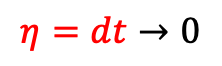 η = dt → 0